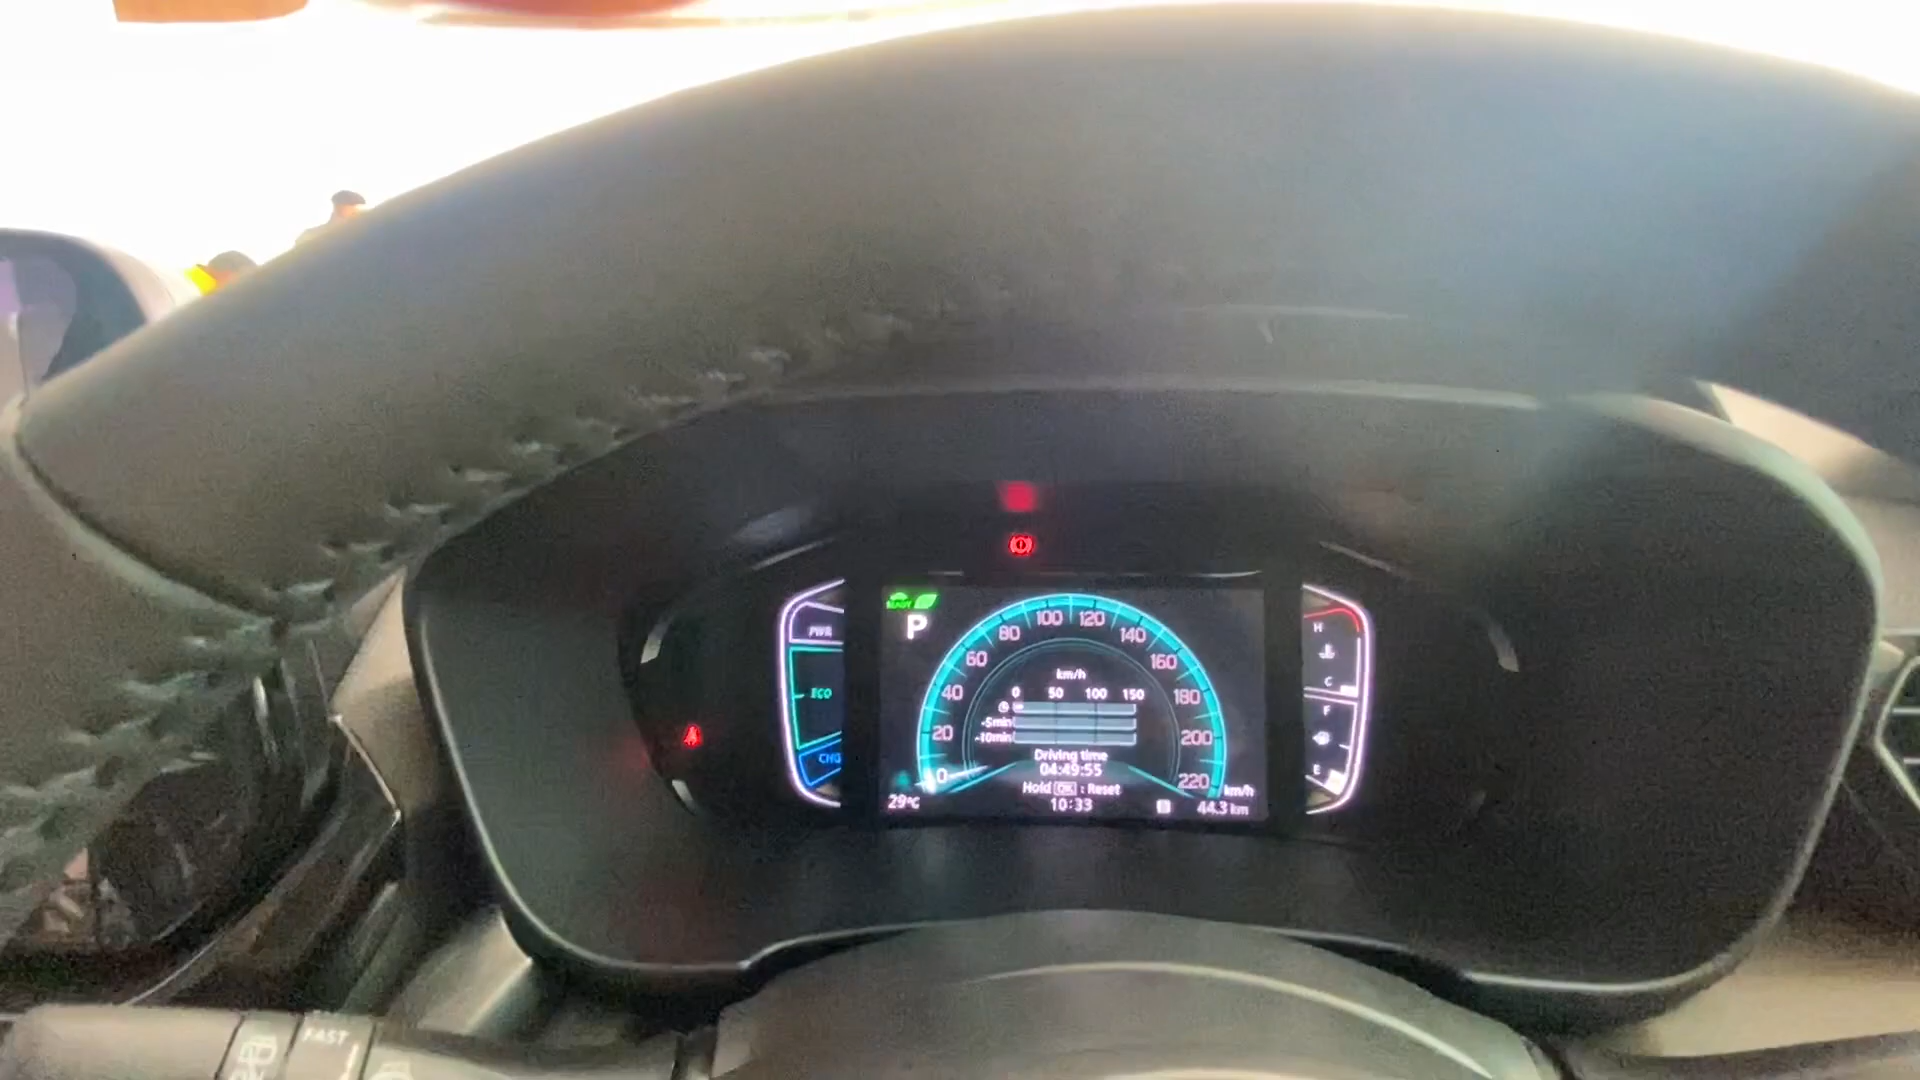 READY
P
PWR
ECO
CHG
0
20
40
60
80
100
120
140
160
180
200
220
km/h
km/h
0 50 100 150
-5min
-10min
Driving time
04:49:55
Hold OK : Reset
29°C
10:33
44.3 km
H
C
F
E
FAST